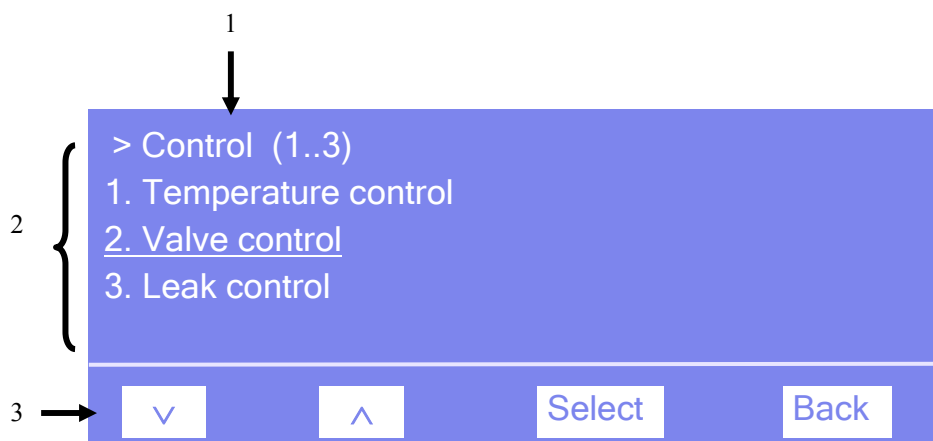 1
> Control (1..3)
1. Temperature control
2. Valve control
2
3. Leak control
3
∨ ∧ Select Back